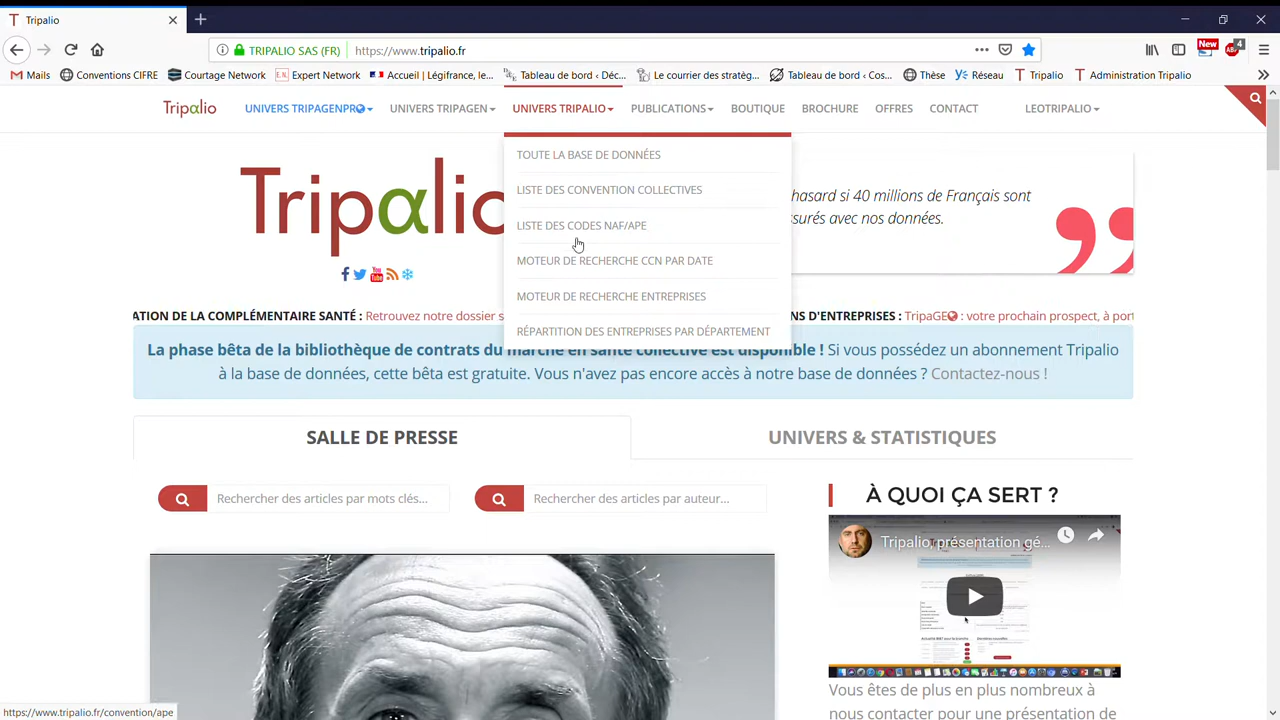 Tripalio
TRIPALIO SAS (FR)
https://www.tripalio.fr
New
4
ABP
Mails
Conventions CIFRE
Courtage Network
Expert Network
Accueil | Légifrance, le...
Tableau de bord ‹ Déc...
Le courrier des stratèg...
Tableau de bord ‹ Cos...
Thèse
Réseau
Tripalio
Administration Tripalio
Tripαlio
UNIVERS TRIPAGENPRO
UNIVERS TRIPAGEN
UNIVERS TRIPALIO
PUBLICATIONS
BOUTIQUE
BROCHURE
OFFRES
CONTACT
LEOTRIPALIO
TOUTE LA BASE DE DONNÉES
LISTE DES CONVENTION COLLECTIVES
LISTE DES CODES NAF/APE
MOTEUR DE RECHERCHE CCN PAR DATE
MOTEUR DE RECHERCHE ENTREPRISES
RÉPARTITION DES ENTREPRISES PAR DÉPARTEMENT
Tripαlio
hasard si 40 millions de Français sont
surés avec nos données.
ATION DE LA COMPLÉMENTAIRE SANTÉ : Retrouvez notre dossier s
NS D'ENTREPRISES : TripaGE : votre prochain prospect, à port
La phase bêta de la bibliothèque de contrats du marché en santé collective est disponible ! Si vous possédez un abonnement Tripalio
à la base de données, cette bêta est gratuite. Vous n'avez pas encore accès à notre base de données ? Contactez-nous !
SALLE DE PRESSE
UNIVERS & STATISTIQUES
Rechercher des articles par mots clés...
Rechercher des articles par auteur...
À QUOI ÇA SERT ?
Tripalio, présentation gé...
Vous êtes de plus en plus nombreux à
nous contacter pour une présentation de
https://www.tripalio.fr/convention/ape